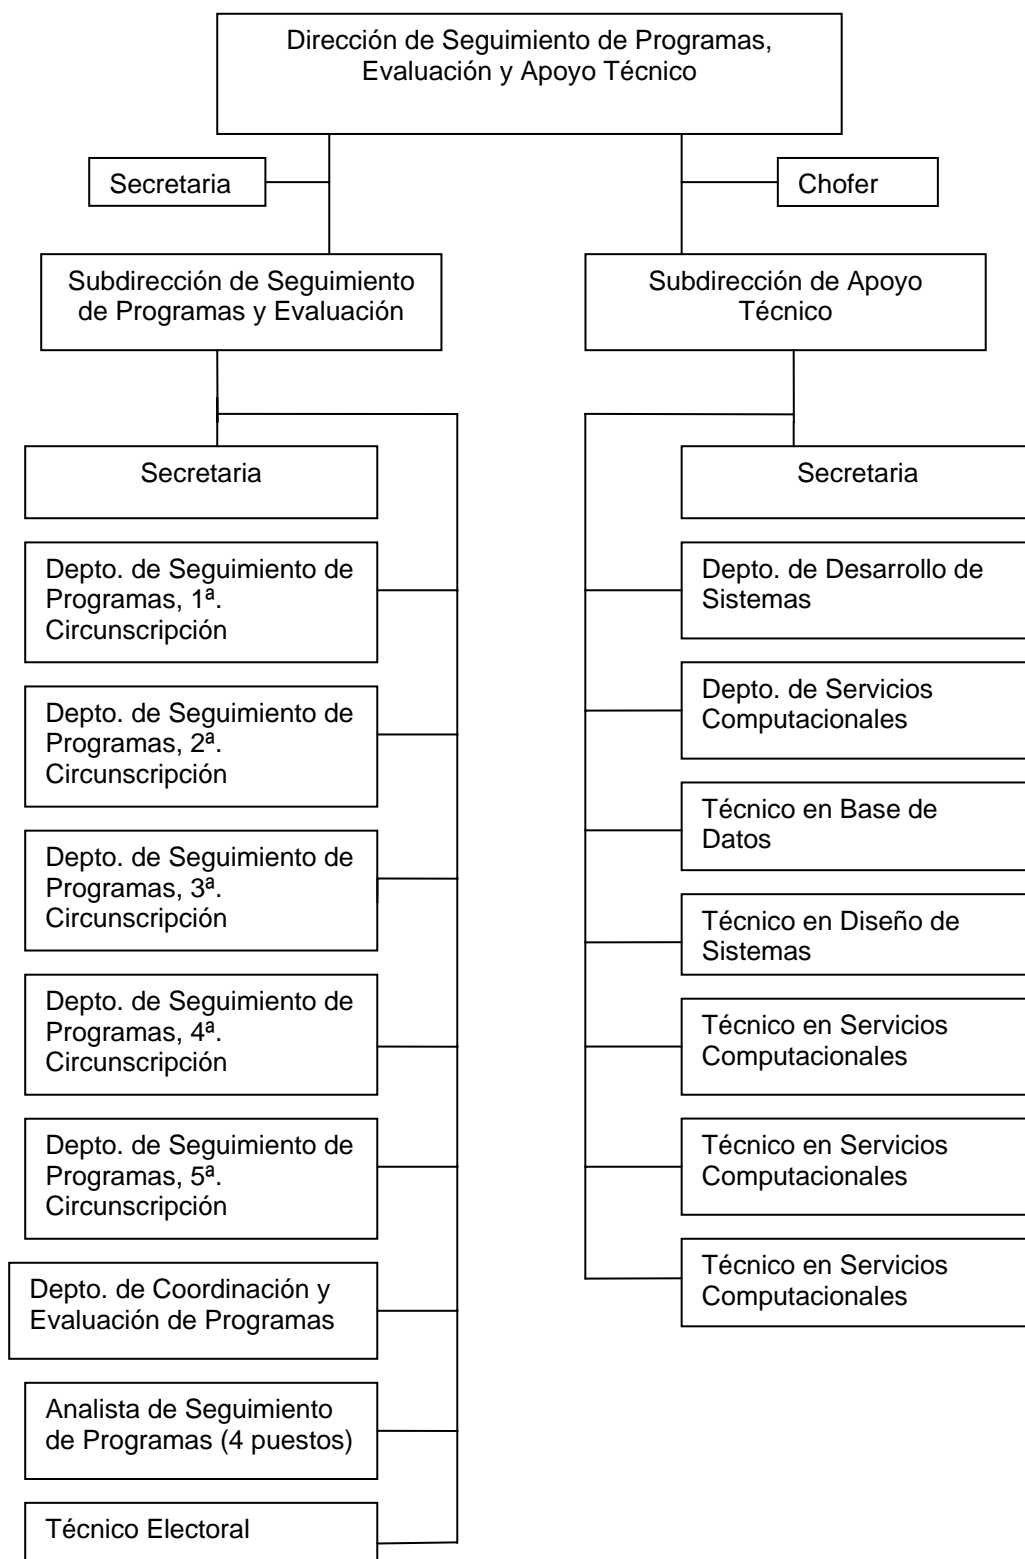 Dirección de Seguimiento de Programas,
Evaluación y Apoyo Técnico
Secretaria
Chofer
Subdirección de Seguimiento
de Programas y Evaluación
Subdirección de Apoyo
Técnico
Secretaria
Depto. de Seguimiento de
Programas, 1ª.
Circunscripción
Depto. de Seguimiento de
Programas, 2ª.
Circunscripción
Depto. de Seguimiento de
Programas, 3ª.
Circunscripción
Depto. de Seguimiento de
Programas, 4ª.
Circunscripción
Depto. de Seguimiento de
Programas, 5ª.
Circunscripción
Depto. de Coordinación y
Evaluación de Programas
Analista de Seguimiento
de Programas (4 puestos)
Técnico Electoral
Secretaria
Depto. de Desarrollo de
Sistemas
Depto. de Servicios
Computacionales
Técnico en Base de
Datos
Técnico en Diseño de
Sistemas
Técnico en Servicios
Computacionales
Técnico en Servicios
Computacionales
Técnico en Servicios
Computacionales